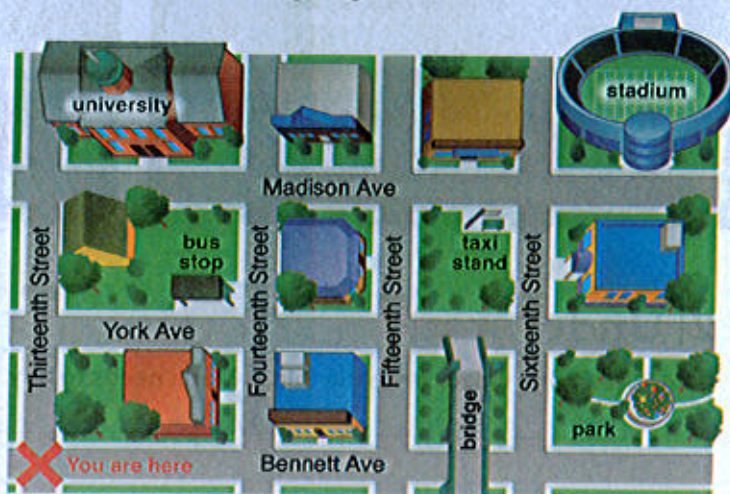 university
stadium
Madison Ave
Thirteenth Street
bus
stop
Fourteenth Street
Fifteenth Street
taxi
stand
Sixteenth Street
York Ave
bridge
park
You are here
Bennett Ave